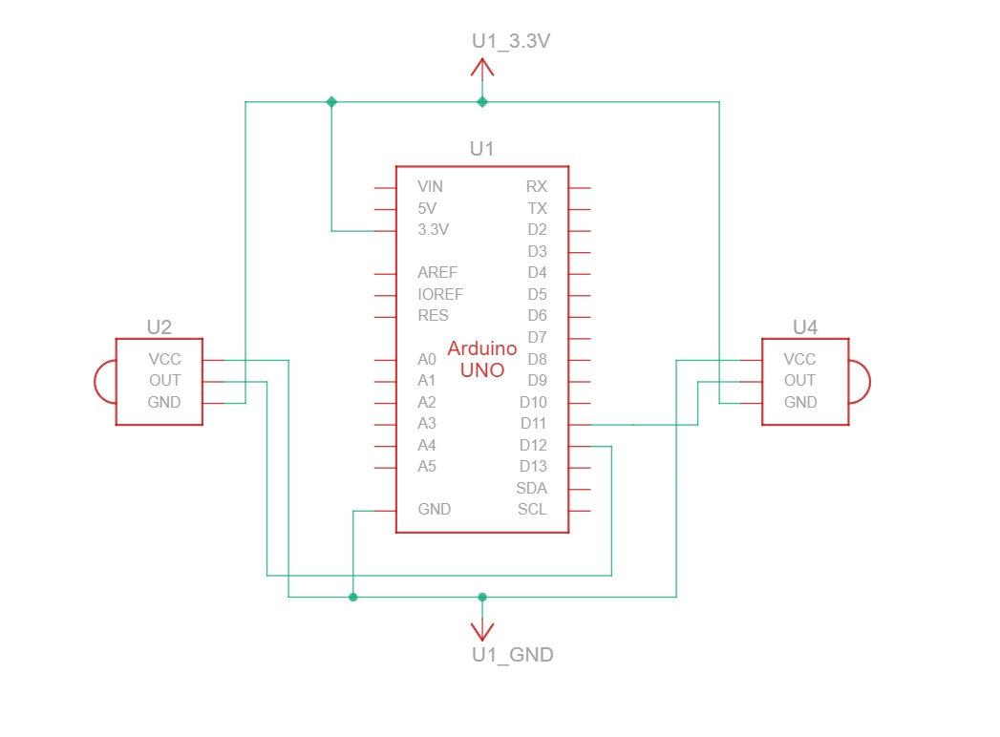 U1_3.3V
U1
VIN RX
5V TX
3.3V D2
D3
AREF D4
IOREF D5
RES D6
D7
Arduino
UNO
A0 D8
A1 D9
A2 D10
A3 D11
A4 D12
A5 D13
SDA
GND SCL
U2
VCC
OUT
GND
U4
VCC
OUT
GND
U1_GND